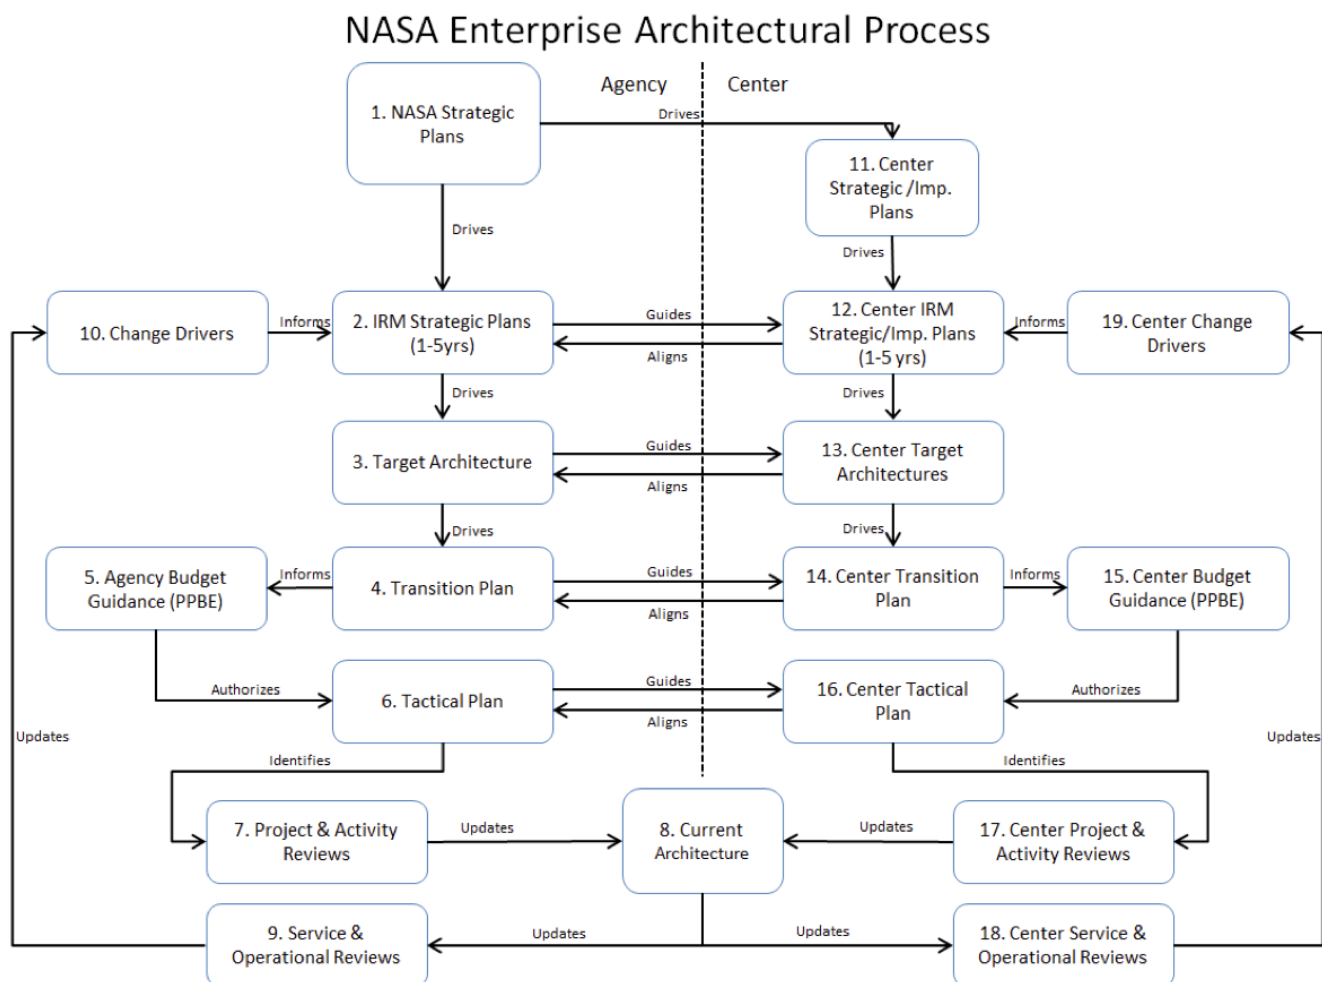 NASA Enterprise Architectural Process
Agency
Center
1. NASA Strategic
Plans
Drives
11. Center
Strategic /Imp.
Plans
Drives
Drives
10. Change Drivers
Informs
2. IRM Strategic Plans
(1-5yrs)
Guides
Aligns
12. Center IRM
Strategic/Imp. Plans
(1-5 yrs)
Informs
19. Center Change
Drivers
Drives
Drives
3. Target Architecture
Guides
Aligns
13. Center Target
Architectures
Drives
Drives
5. Agency Budget
Guidance (PPBE)
Informs
4. Transition Plan
Guides
Aligns
14. Center Transition
Plan
Informs
15. Center Budget
Guidance (PPBE)
Authorizes
6. Tactical Plan
Guides
Aligns
16. Center Tactical
Plan
Authorizes
Updates
Updates
Identifies
Identifies
7. Project & Activity
Reviews
Updates
8. Current
Architecture
Updates
17. Center Project
& Activity Reviews
9. Service &
Operational Reviews
Updates
Updates
18. Center Service &
Operational Reviews